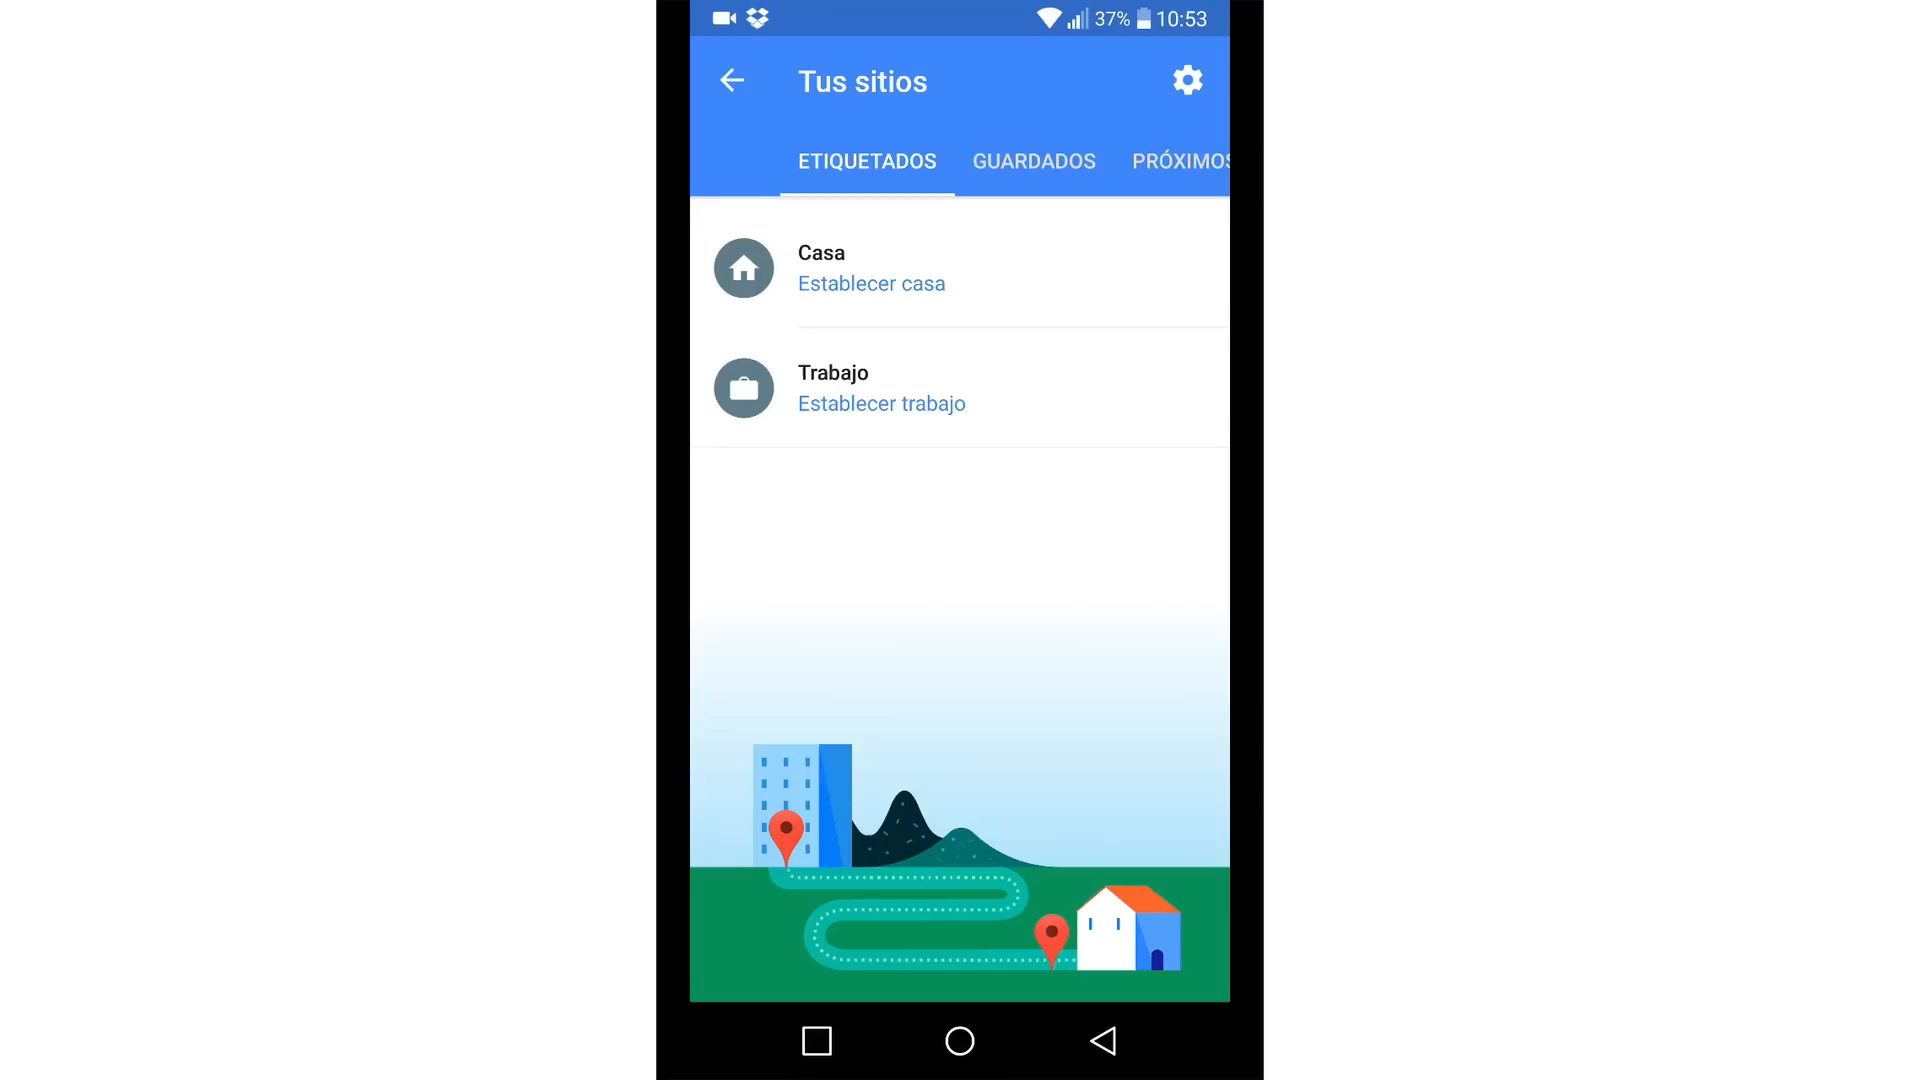 37% 10:53
Tus sitios
ETIQUETADOS GUARDADOS PRÓXIMOS
Casa
Establecer casa
Trabajo
Establecer trabajo